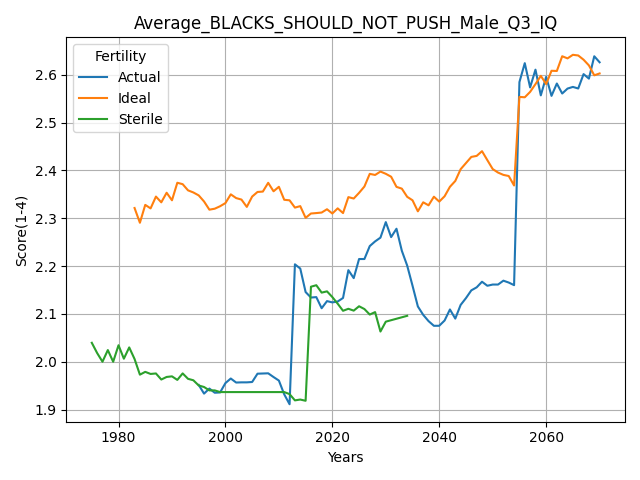 Average_BLACKS_SHOULD_NOT_PUSH_Male_Q3_IQ
Fertility
Actual
Ideal
Sterile
Score(1-4)
2.6
2.5
2.4
2.3
2.2
2.1
2.0
1.9
1980 2000 2020 2040 2060
Years